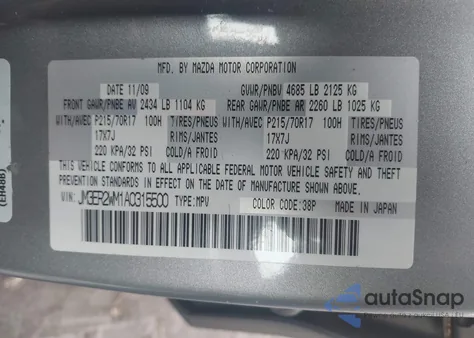 MFD. BY MAZDA MOTOR CORPORATION
DATE 11/09 GVWR/PNBV 4685 LB 2125 KG
FRONT GAWR/PNBE AV 2434 LB 1104 KG REAR GAWR/PNBE AR 2260 LB 1025 KG
WITH/AVEC P215/70R17 100H TIRES/PNEUS WITH/AVEC P215/70R17 100H TIRES/PNEUS
17X7J RIMS/JANTES 17X7J RIMS/JANTES
220 KPA/32 PSI COLD/A FROID 220 KPA/32 PSI COLD/A FROID
THIS VEHICLE CONFORMS TO ALL APPLICABLE FEDERAL MOTOR VEHICLE SAFETY AND THEFT
PREVENTION STANDARDS IN EFFECT ON THE DATE OF MANUFACTURE SHOWN ABOVE.
VIN: JM3ER2WM1A0315500 TYPE:MPV COLOR CODE:38P MADE IN JAPAN
(EH48B)
autoSnap